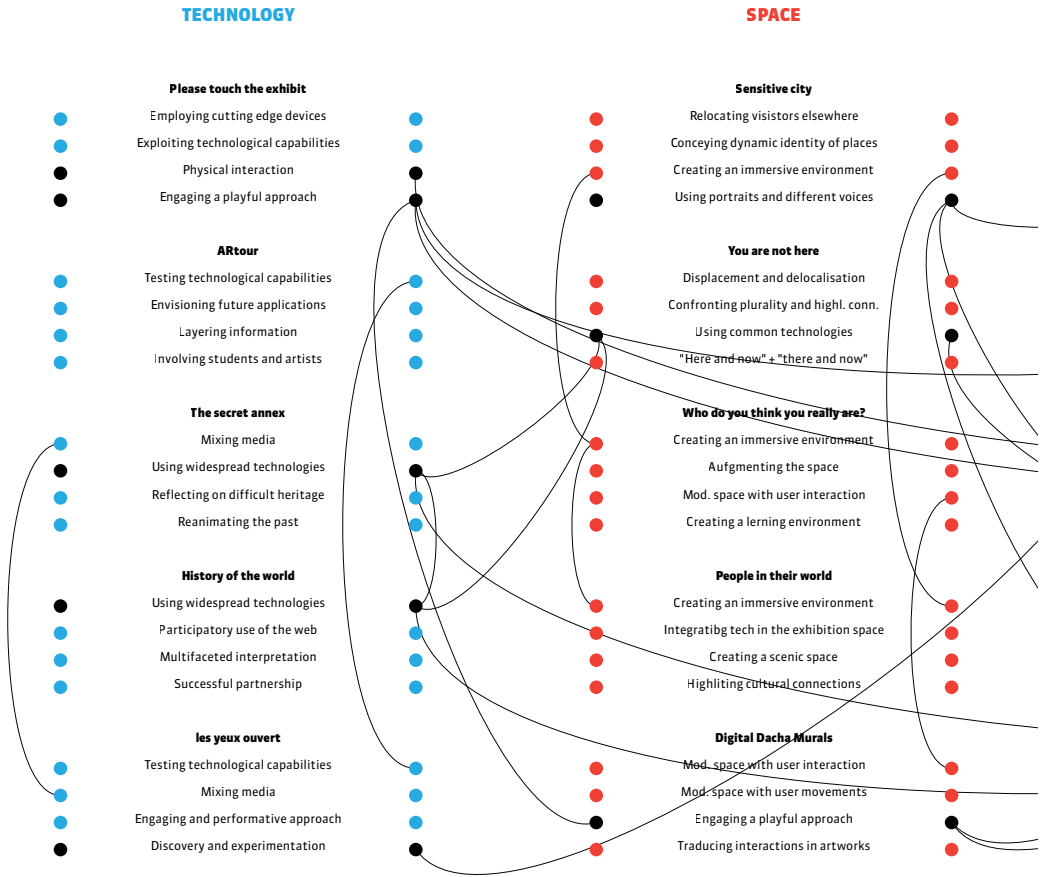 TECHNOLOGY
Please touch the exhibit
Employing cutting edge devices
Exploiting technological capabilities
Physical interaction
Engaging a playful approach
ARtour
Testing technological capabilities
Envisioning future applications
Layering information
Involving students and artists
The secret annex
Mixing media
Using widespread technologies
Reflecting on difficult heritage
Reanimating the past
History of the world
Using widespread technologies
Participatory use of the web
Multifaceted interpretation
Successful partnership
les yeux ouvert
Testing technological capabilities
Mixing media
Engaging and performative approach
Discovery and experimentation
SPACE
Sensitive city
Relocating visistors elsewhere
Conceying dynamic identity of places
Creating an immersive environment
Using portraits and different voices
You are not here
Displacement and delocalisation
Confronting plurality and highl. conn.
Using common technologies
"Here and now" + "there and now"
Who do you think you really are?
Creating an immersive environment
Aufgmenting the space
Mod. space with user interaction
Creating a lerning environment
People in their world
Creating an immersive environment
Integratibg tech in the exhibition space
Creating a scenic space
Highliting cultural connections
Digital Dacha Murals
Mod. space with user interaction
Mod. space with user movements
Engaging a playful approach
Traducing interactions in artworks